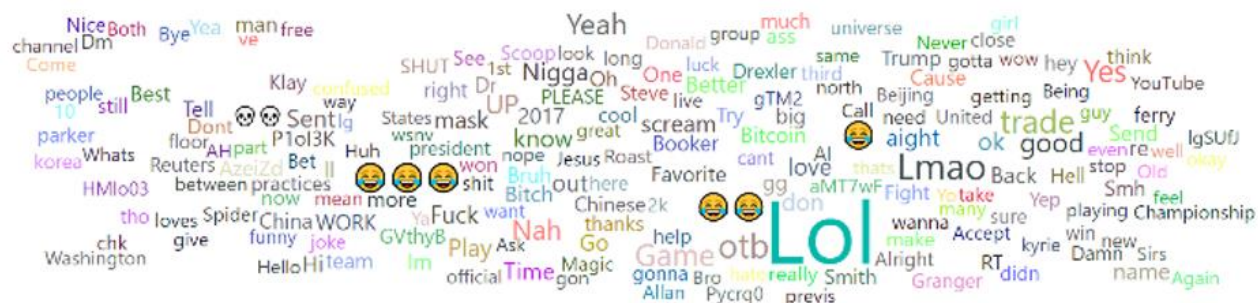 Nice Both Bye Yea man free Yeah much group ass universe girl
channel Dm ve Donald Never close
Come Klay confused SHUT See Scoop look long luck Drexler same Trump gotta wow hey Yes think
people Best way right Dr 1st Nigga Oh One Better third north Cause Being YouTube
10 still Tell 💀💀 Sent lg States mask UP PLEASE Steve live gTM2 Call Beijing getting trade guy ferry
parker Dont P1oI3K wsnv 2017 cool scream Try big 😂 need United Send
floor president know great Booker Bitcoin aight ok good even re well IgSUfJ
korea Whats Reuters AH part Huh won nope Jesus Roast cant Al thats Lmao stop Old okay
AzeiZd Bet ll 😂😂😂 shit Bruh out here Favorite love Back Hell Smh
HMlo03 between practices mean more Bitch gg aMT7wF Fight Yo take Yep feel
now Chinese 2k 😂😂 don many playing Championship
tho loves Spider China WORK Ya Fuck want thanks Lol wanna sure win new
chk give funny joke GVthyB Nah Go help otb make Accept kyrie Damn Sirs
Washington Hello Hi team Im Play Ask Magic Game Alright RT name
official Time gon gonna Bro hate really Smith Granger didn Again
Allan Pycrq0 previs